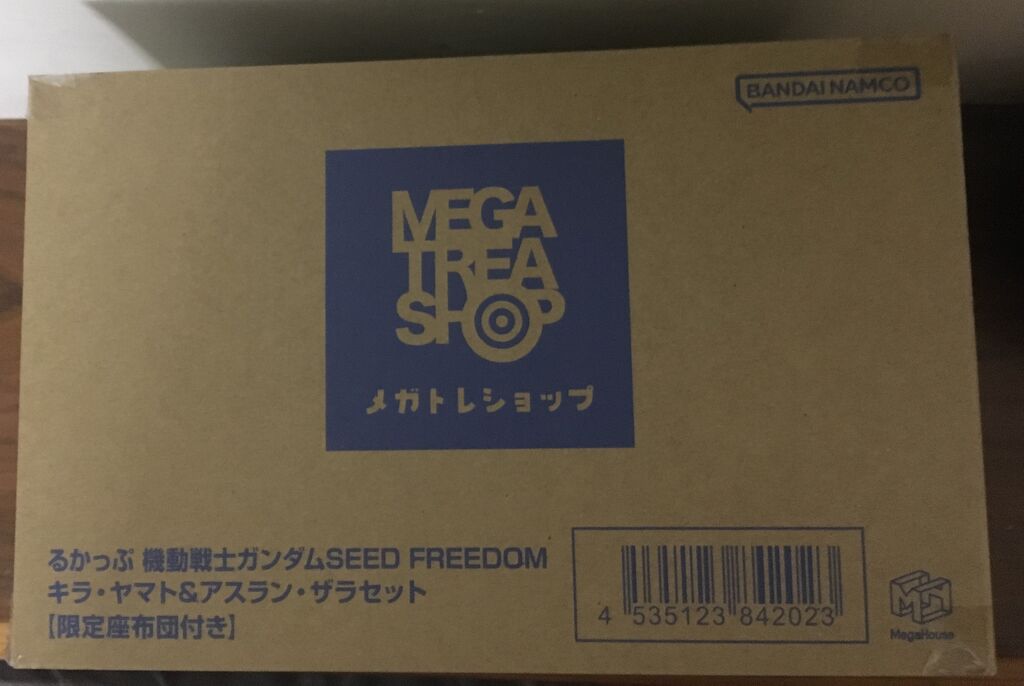 BANDAI NAMCO
MEGA
TREA
SHOP
メガトレショップ
るかっぷ 機動戦士ガンダムSEED FREEDOM
キラ・ヤマト&アスラン・ザラセット
【限定座布団付き】
4 535123 842023
MegaHouse